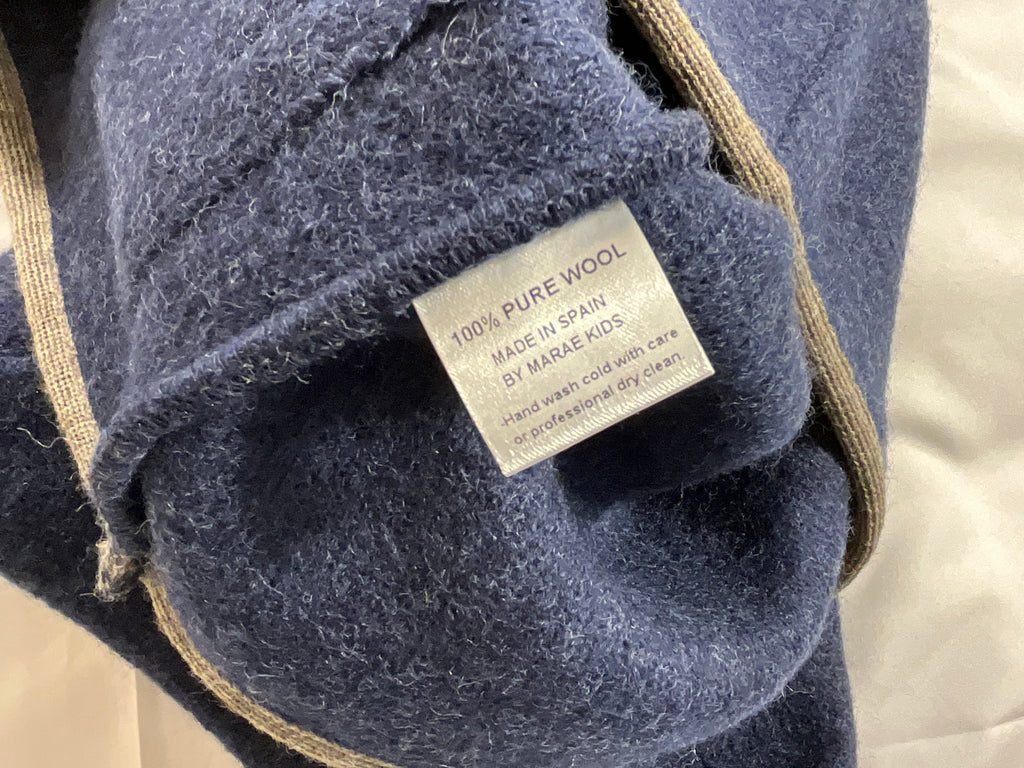 100% PURE WOOL
MADE IN SPAIN
BY MARAE KIDS
-Hand wash cold with care
or professional dry clean.